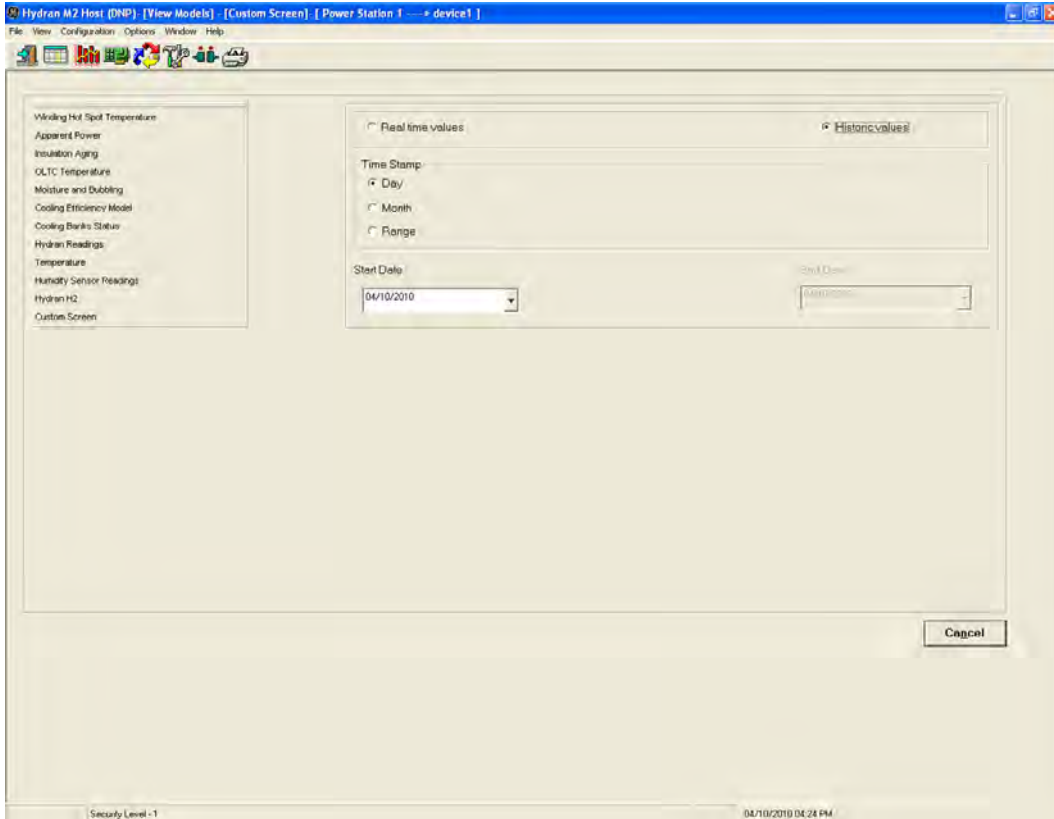 Hydran M2 Host (DNP)- [View Models] - [Custom Screen]- [ Power Station 1 ----+ device1 ]
File View Configuration Options Window Help
Winding Hot Spot Temperature
Apparent Power
Insulation Aging
OLTC Temperature
Moisture and Bubbling
Cooling Efficiency Model
Cooling Banks Status
Hydran Readings
Temperature
Humidity Sensor Readings
Hydran H2
Custom Screen
Real time values
Historic values
Time Stamp
Day
Month
Range
Start Date
End Date
04/10/2010
Cancel
Security Level - 1
04/10/2010 04:24 PM